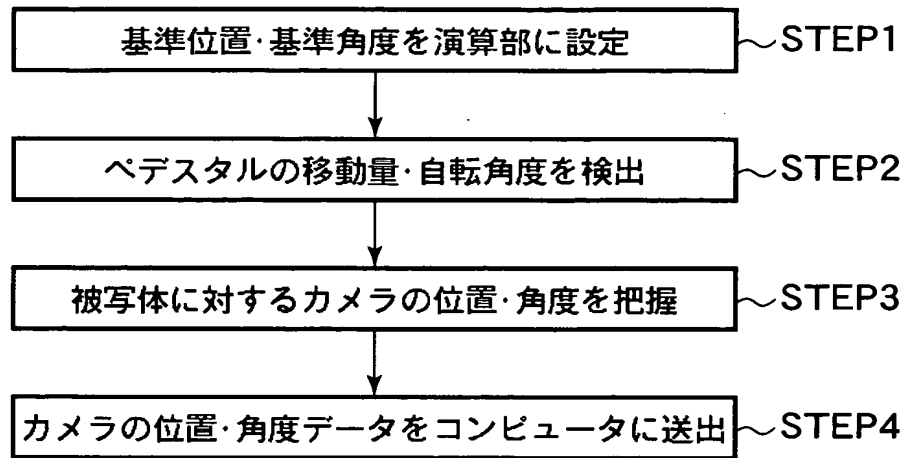 基準位置・基準角度を演算部に設定 ～STEP1
ペデスタルの移動量・自転角度を検出 ～STEP2
被写体に対するカメラの位置・角度を把握 ～STEP3
カメラの位置・角度データをコンピュータに送出 ～STEP4